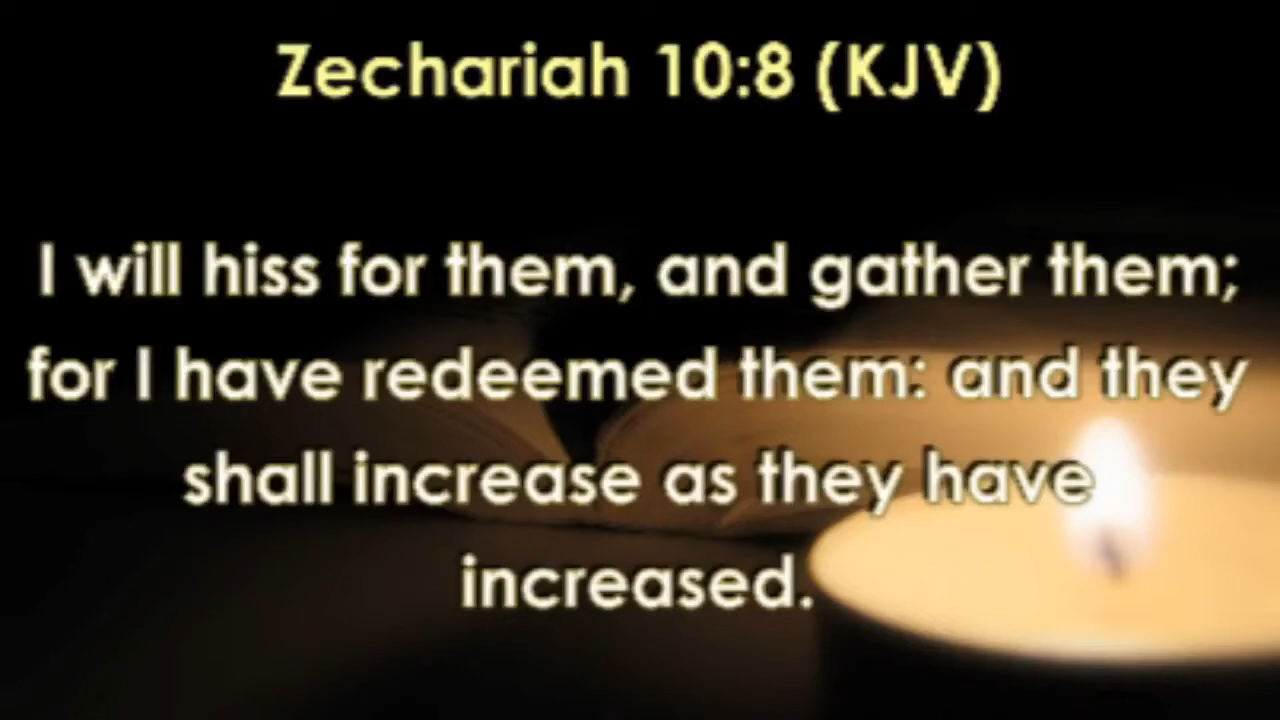 Zechariah 10:8 (KJV)
I will hiss for them, and gather them;
for I have redeemed them: and they
shall increase as they have
increased.